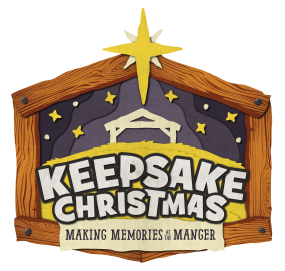 KEEPSAKE
CHRISTMAS
MAKING MEMORIES AT THE MANGER